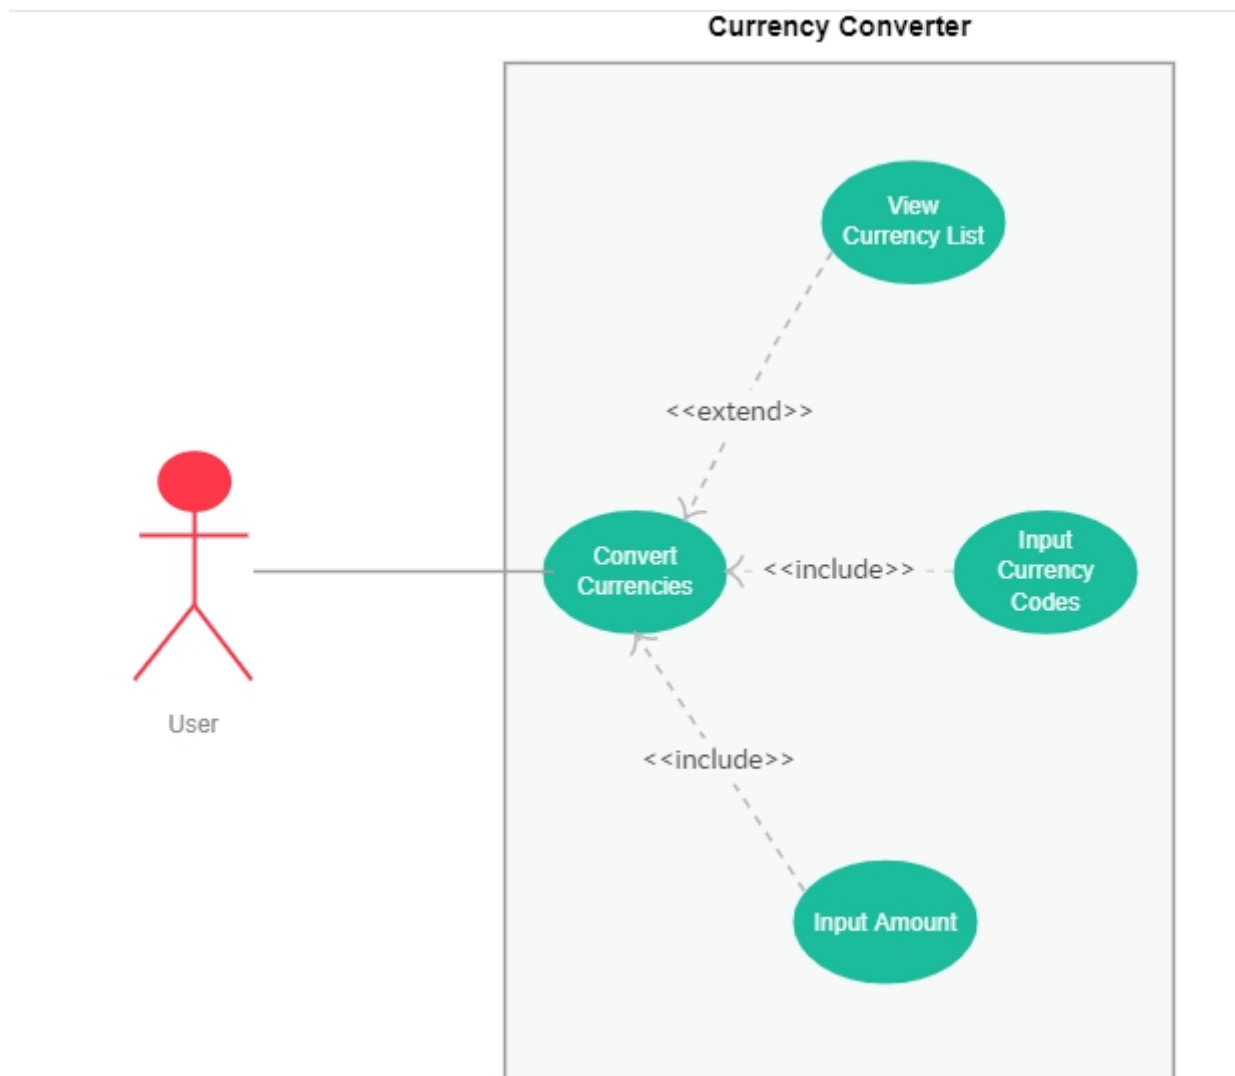 Currency Converter
View
Currency List
<<extend>>
Convert
Currencies
<<include>>
Input
Currency
Codes
User
<<include>>
Input Amount